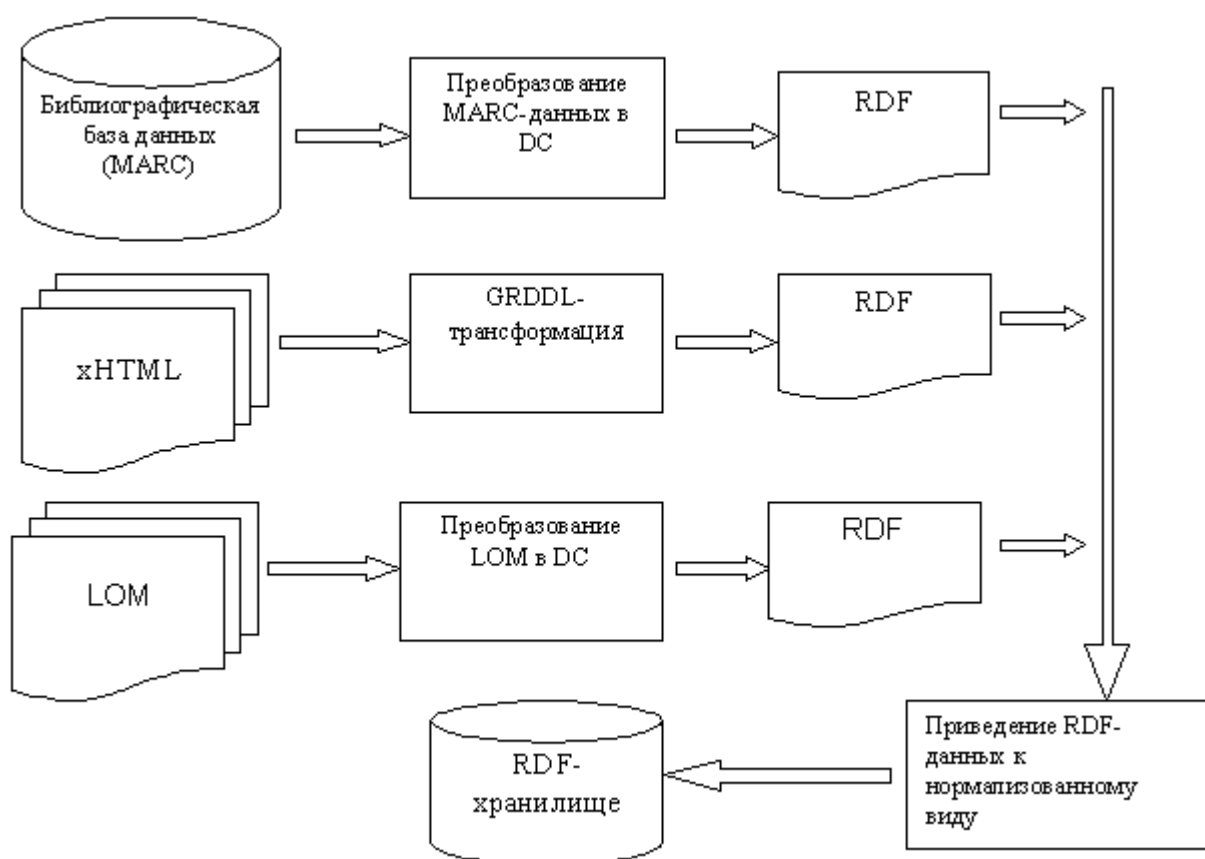 Библиографическая
база данных
(MARC)
Преобразование
MARC-данных в
DC
RDF
xHTML
GRDDL-
трансформация
RDF
LOM
Преобразование
LOM в DC
RDF
RDF-
хранилище
Приведение RDF-
данных к
нормализованному
виду